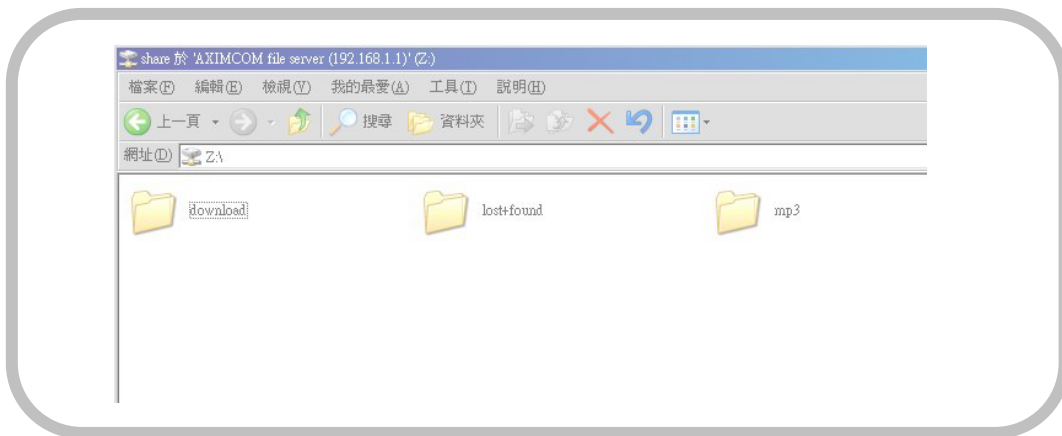 share 於 'AXIMCOM file server (192.168.1.1)' (Z:)
檔案(F) 編輯(E) 檢視(V) 我的最愛(A) 工具(T) 說明(H)
上一頁 搜尋 資料夾
網址(D) Z:\
download lost+found mp3